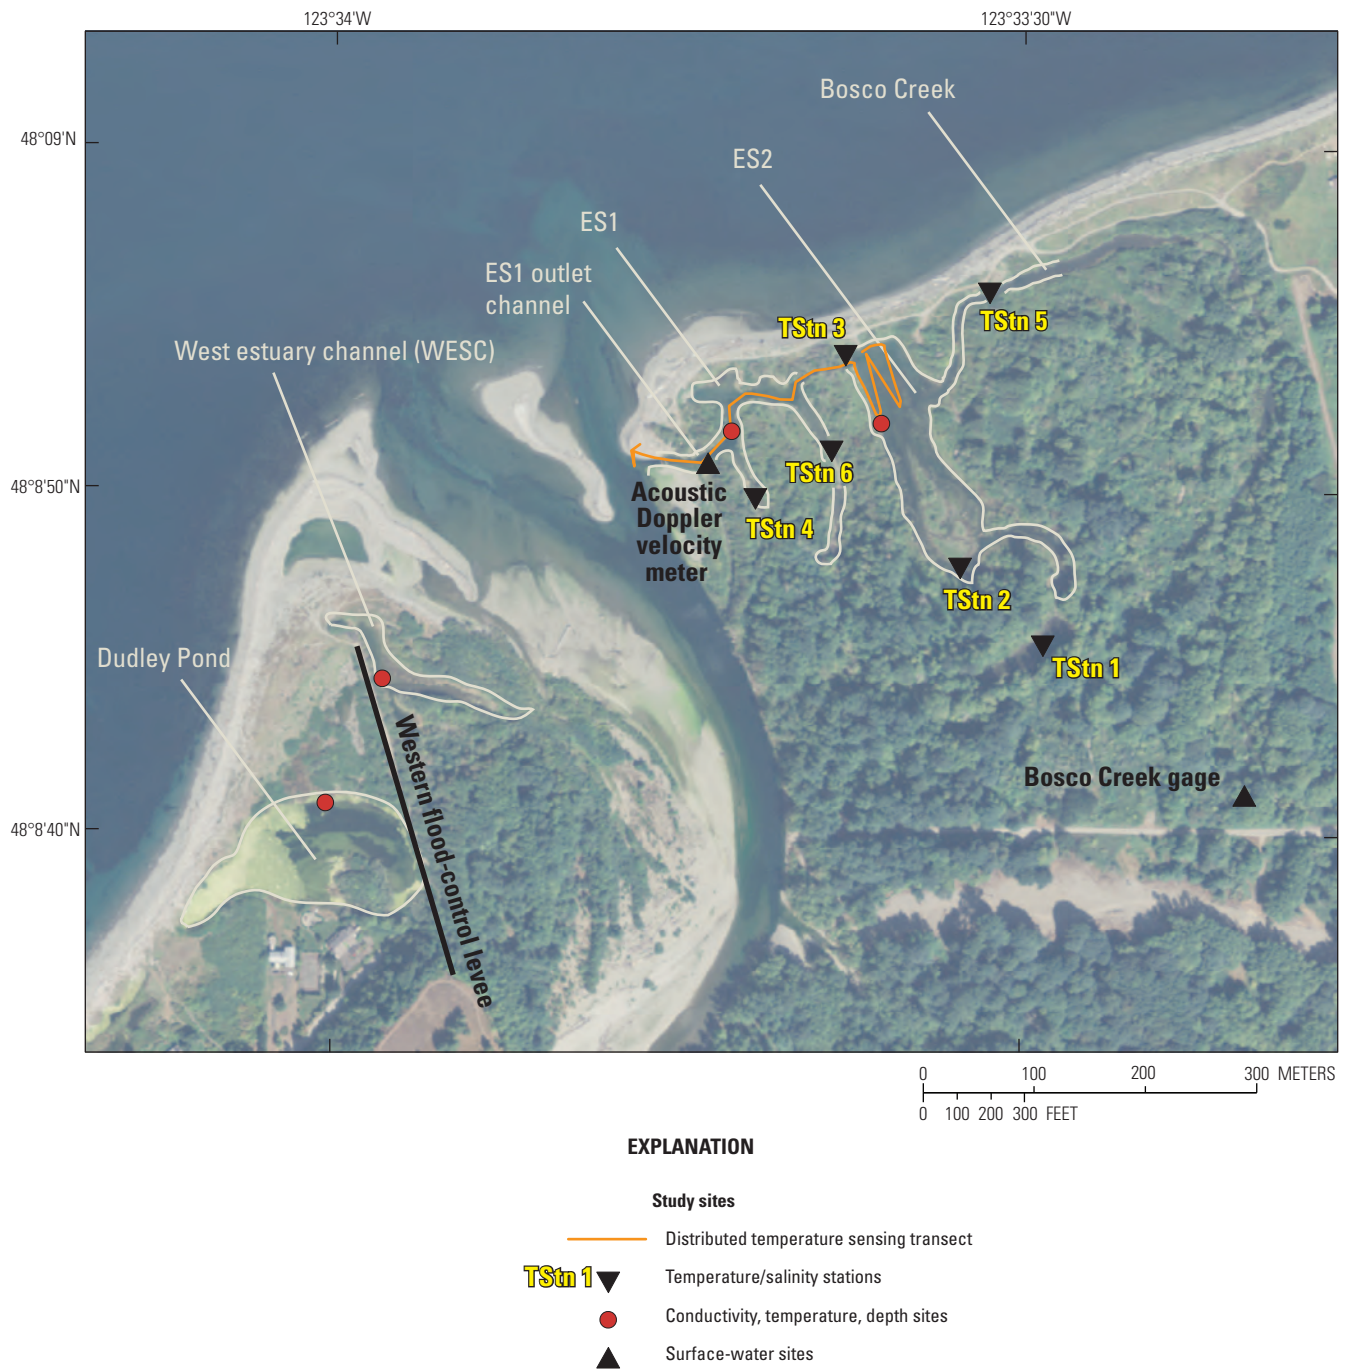 123°34'W
123°33'30"W
Bosco Creek
48°09'N
ES2
ES1
ES1 outlet
channel
TStn 5
TStn 3
West estuary channel (WESC)
TStn 6
48°8'50"N
Acoustic
Doppler
velocity
meter
TStn 4
TStn 2
Dudley Pond
TStn 1
Western flood-control levee
Bosco Creek gage
48°8'40"N
0 100 200 300 METERS
0 100 200 300 FEET
EXPLANATION
Study sites
Distributed temperature sensing transect
TStn 1 Temperature/salinity stations
Conductivity, temperature, depth sites
Surface-water sites